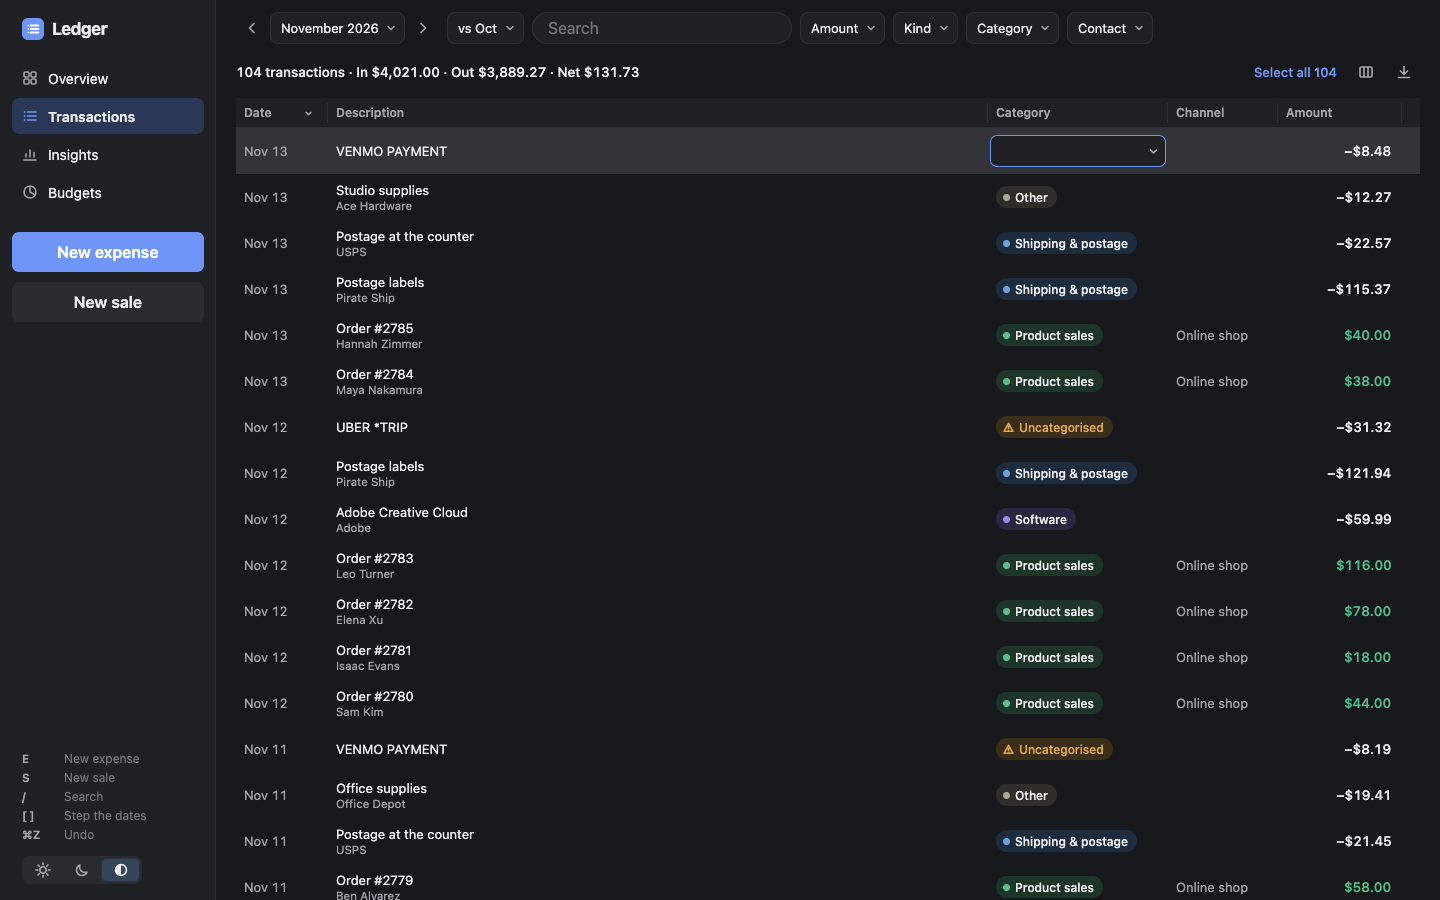 Ledger
Overview
Transactions
Insights
Budgets
New expense
New sale
E New expense
S New sale
/ Search
[ ] Step the dates
⌘Z Undo
November 2026
vs Oct
Search
Amount
Kind
Category
Contact
104 transactions · In $4,021.00 · Out $3,889.27 · Net $131.73
Select all 104
Date Description Category Channel Amount
Nov 13 VENMO PAYMENT –$8.48
Nov 13 Studio supplies Other –$12.27
Ace Hardware
Nov 13 Postage at the counter Shipping & postage –$22.57
USPS
Nov 13 Postage labels Shipping & postage –$115.37
Pirate Ship
Nov 13 Order #2785 Product sales Online shop $40.00
Hannah Zimmer
Nov 13 Order #2784 Product sales Online shop $38.00
Maya Nakamura
Nov 12 UBER *TRIP Uncategorised –$31.32
Nov 12 Postage labels Shipping & postage –$121.94
Pirate Ship
Nov 12 Adobe Creative Cloud Software –$59.99
Adobe
Nov 12 Order #2783 Product sales Online shop $116.00
Leo Turner
Nov 12 Order #2782 Product sales Online shop $78.00
Elena Xu
Nov 12 Order #2781 Product sales Online shop $18.00
Isaac Evans
Nov 12 Order #2780 Product sales Online shop $44.00
Sam Kim
Nov 11 VENMO PAYMENT Uncategorised –$8.19
Nov 11 Office supplies Other –$19.41
Office Depot
Nov 11 Postage at the counter Shipping & postage –$21.45
USPS
Nov 11 Order #2779 Product sales Online shop $58.00
Ben Alvarez